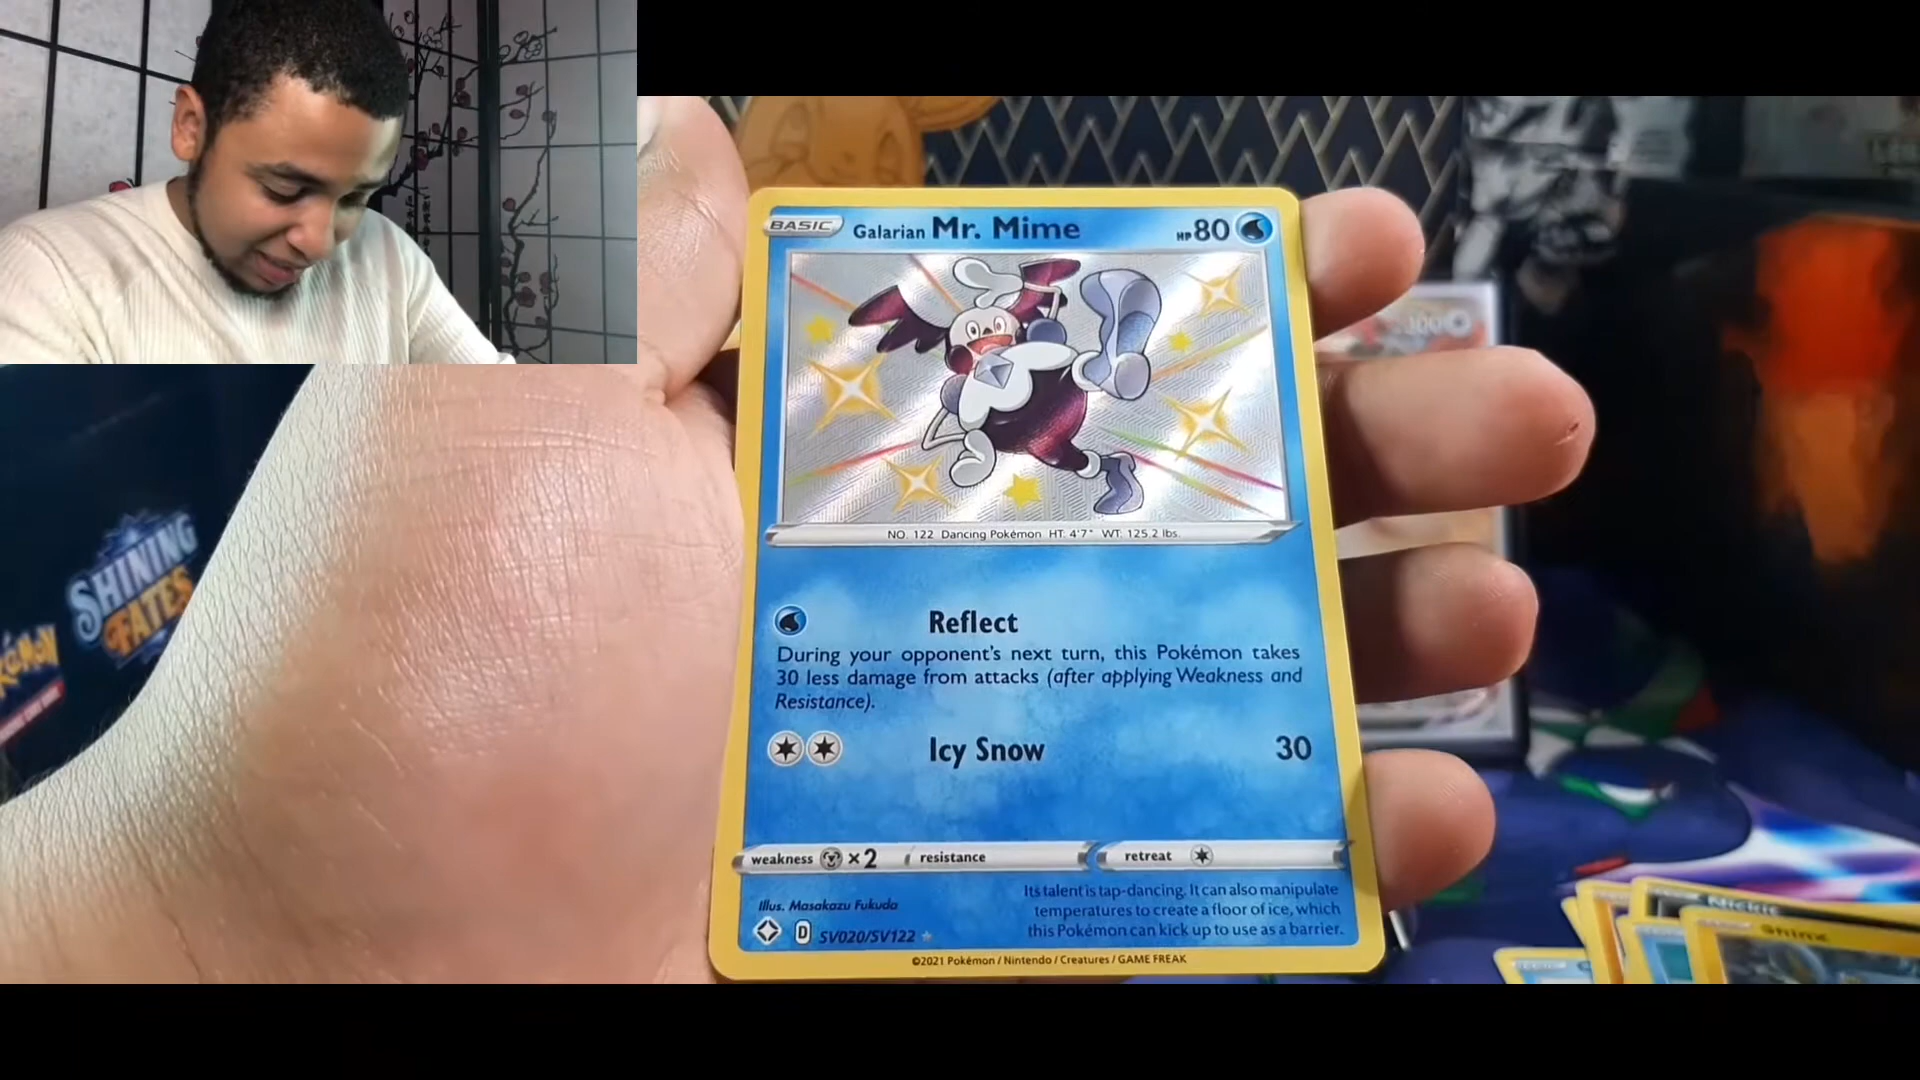 BASIC Galarian Mr. Mime HP 80
NO. 122 Dancing Pokémon HT: 4'7" WT: 125.2 lbs.
SHINING
FATES
Reflect
During your opponent's next turn, this Pokémon takes
30 less damage from attacks (after applying Weakness and
Resistance).
Icy Snow 30
weakness ×2 resistance retreat
Illus. Masakazu Fukuda
D SV020/SV122
Its talent is tap-dancing. It can also manipulate
temperatures to create a floor of ice, which
this Pokémon can kick up to use as a barrier.
©2021 Pokémon / Nintendo / Creatures / GAME FREAK
Nickit
Shinx